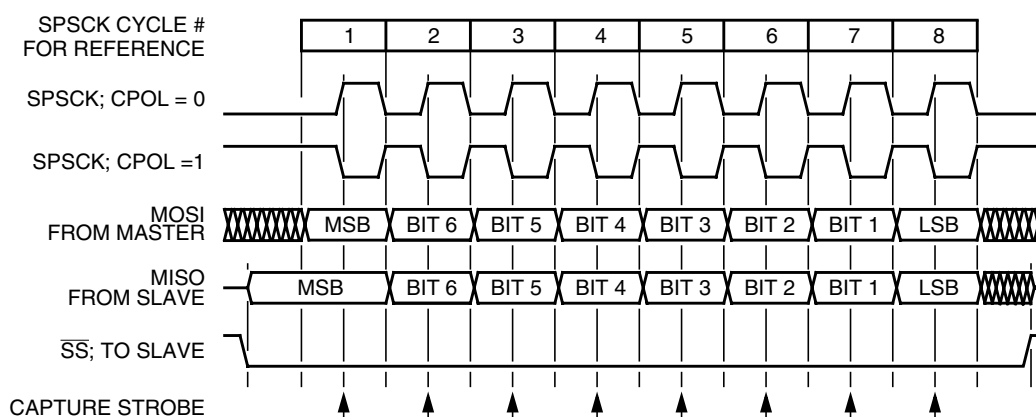 SPSCK CYCLE #
FOR REFERENCE
1 2 3 4 5 6 7 8
SPSCK; CPOL = 0
SPSCK; CPOL =1
MOSI
FROM MASTER
MSB BIT 6 BIT 5 BIT 4 BIT 3 BIT 2 BIT 1 LSB
MISO
FROM SLAVE
MSB BIT 6 BIT 5 BIT 4 BIT 3 BIT 2 BIT 1 LSB
SS; TO SLAVE
CAPTURE STROBE